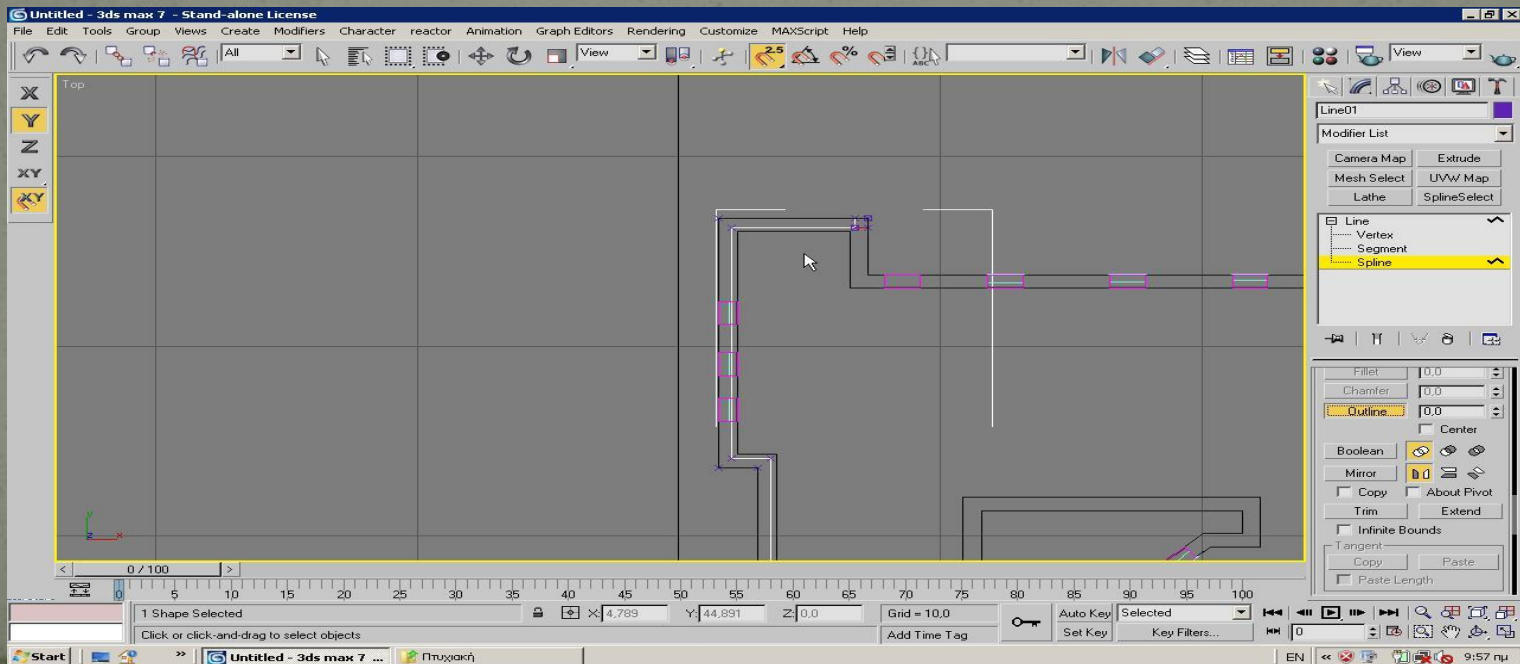 Untitled - 3ds max 7 - Stand-alone License
File Edit Tools Group Views Create Modifiers Character reactor Animation Graph Editors Rendering Customize MAXScript Help
All View 2.5 % ABC View
X
Y
Z
XY
XY
Top
y
z x
Line01
Modifier List
Camera Map Extrude
Mesh Select UVW Map
Lathe SplineSelect
Line
Vertex
Segment
Spline
Fillet 0,0
Chamfer 0,0
Outline 0,0
Center
Boolean
Mirror
Copy About Pivot
Trim Extend
Infinite Bounds
Tangent
Copy Paste
Paste Length
< 0 / 100 >
0 5 10 15 20 25 30 35 40 45 50 55 60 65 70 75 80 85 90 95 100
1 Shape Selected X: 4,789 Y: 44,891 Z: 0,0 Grid = 10,0 Auto Key Selected
Click or click-and-drag to select objects Add Time Tag Set Key Key Filters... 0
Start » Untitled - 3ds max 7 ... Πτυχιακή EN « 9:57 πμ